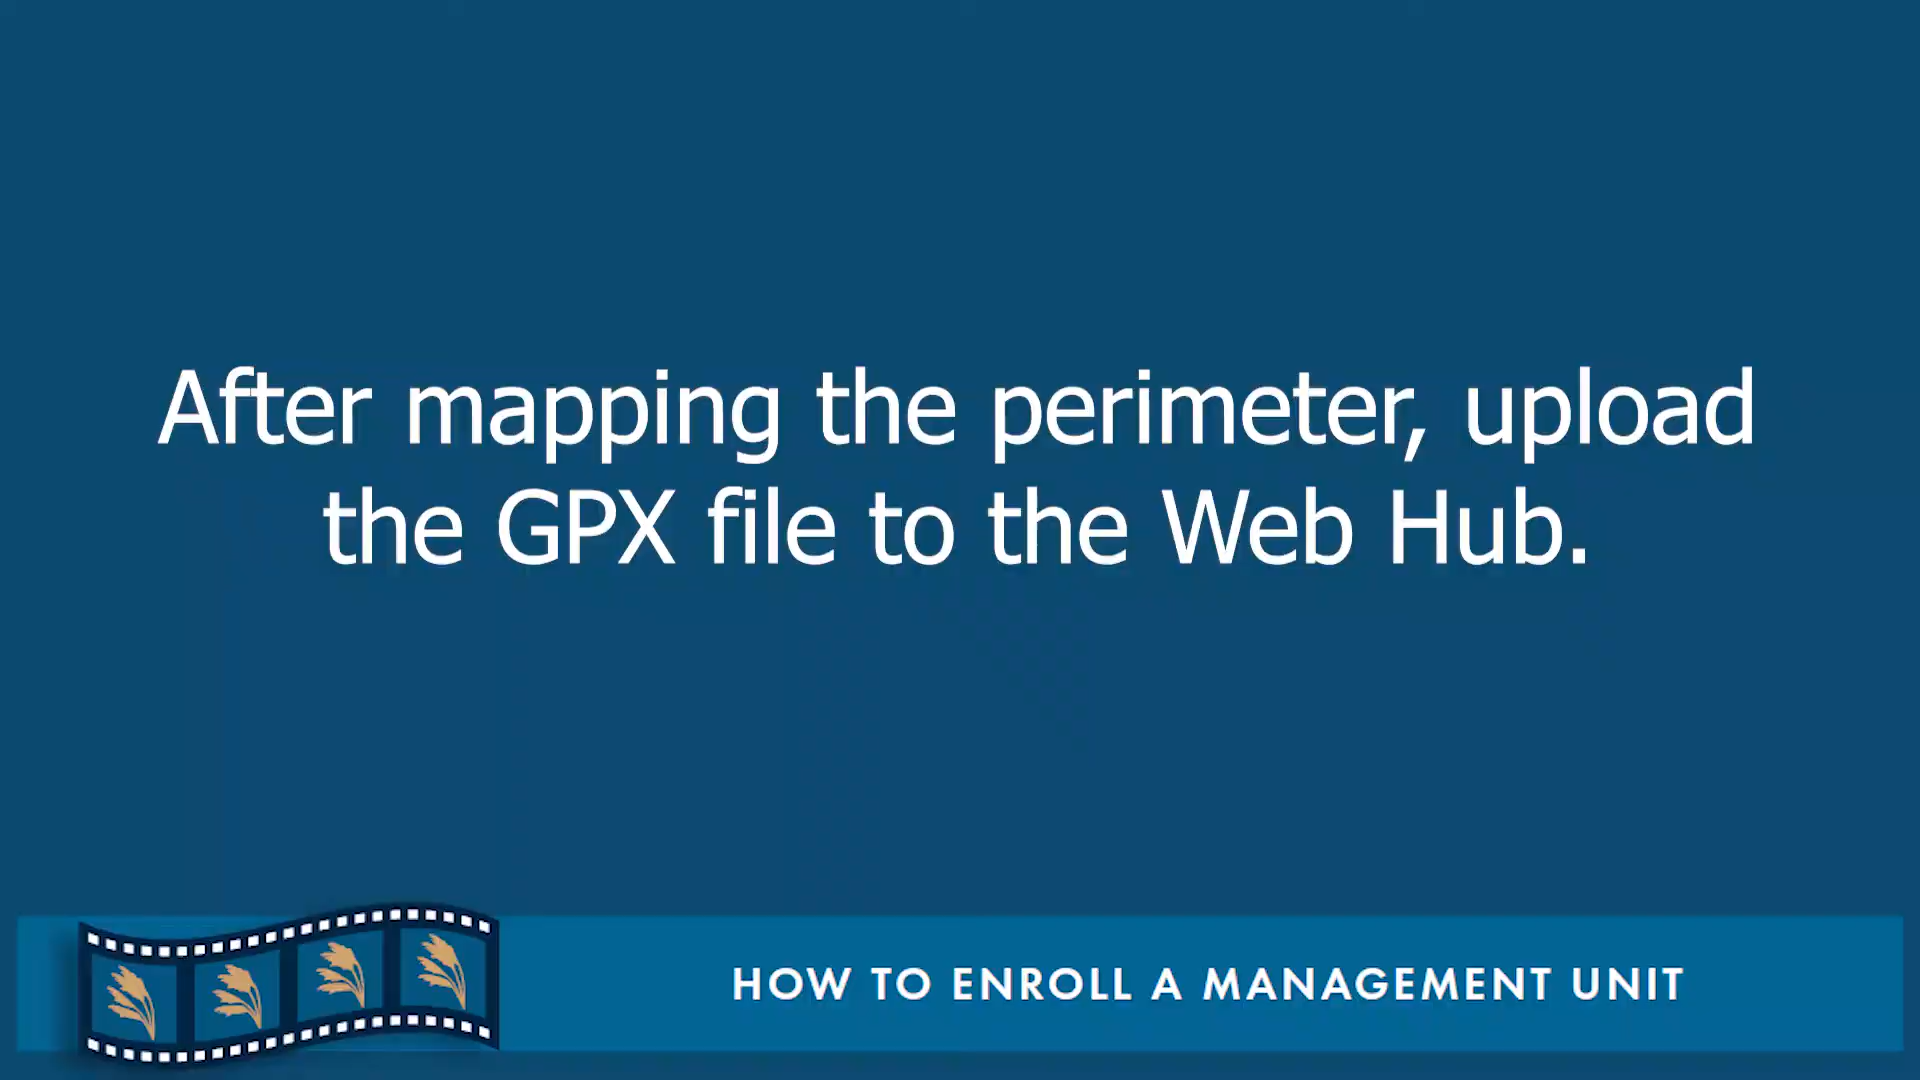 After mapping the perimeter, upload
the GPX file to the Web Hub.
HOW TO ENROLL A MANAGEMENT UNIT